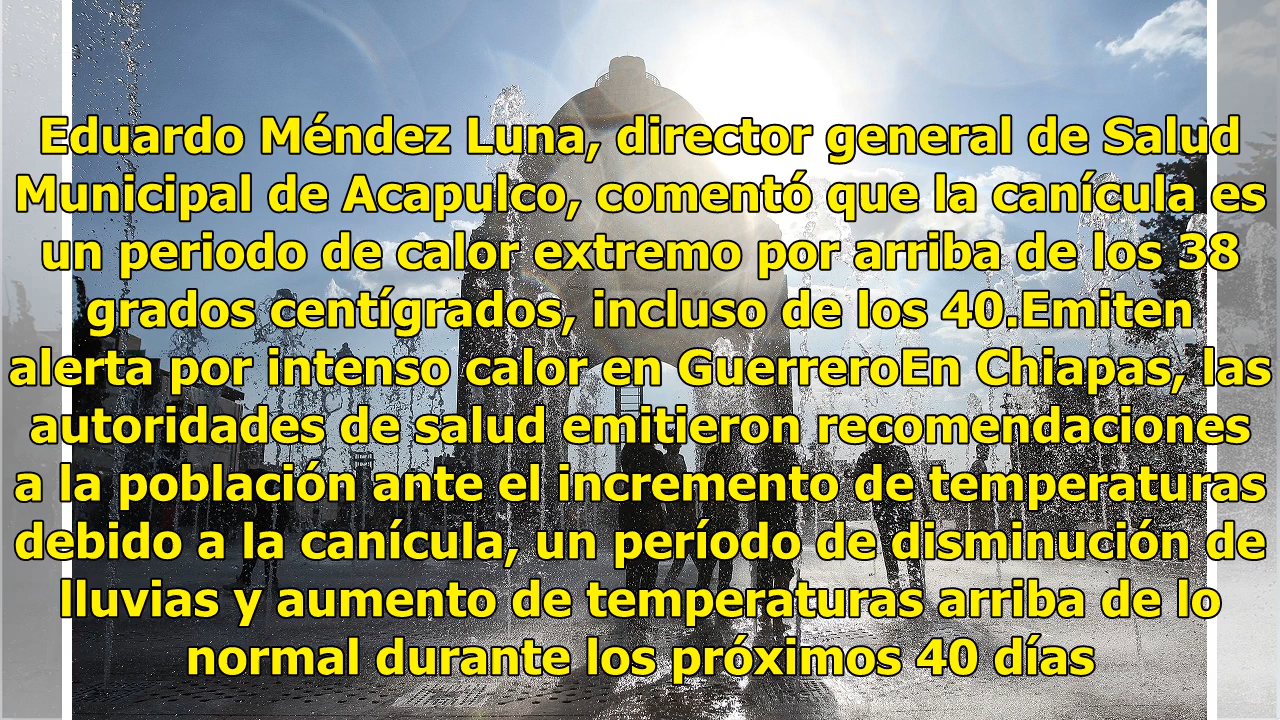 Eduardo Méndez Luna, director general de Salud
Municipal de Acapulco, comentó que la canícula es
un periodo de calor extremo por arriba de los 38
grados centígrados, incluso de los 40.Emiten
alerta por intenso calor en GuerreroEn Chiapas, las
autoridades de salud emitieron recomendaciones
a la población ante el incremento de temperaturas
debido a la canícula, un período de disminución de
lluvias y aumento de temperaturas arriba de lo
normal durante los próximos 40 días